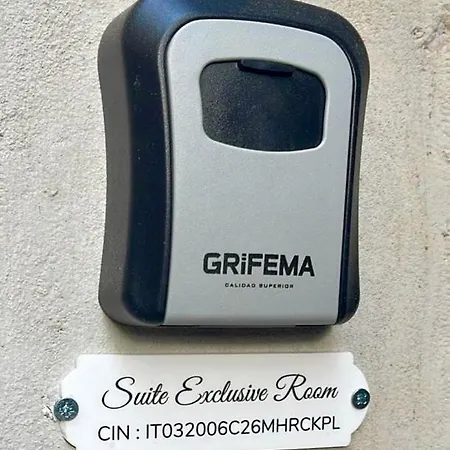 GRiFEMA
CALIDAD SUPERIOR
Suite Exclusive Room
CIN : IT032006C26MHRCKPL